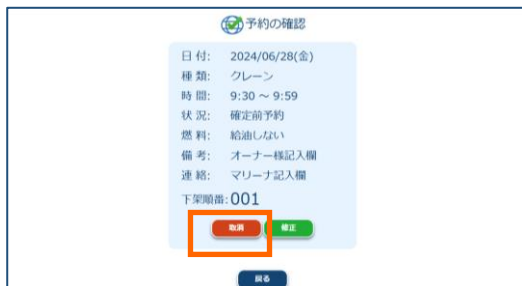 予約の確認
日 付: 2024/06/28(金)
種 類: クレーン
時 間: 9:30 ～ 9:59
状 況: 確定前予約
燃 料: 給油しない
備 考: オーナー様記入欄
連 絡: マリーナ記入欄
下架順番:001
取消 修正
戻る